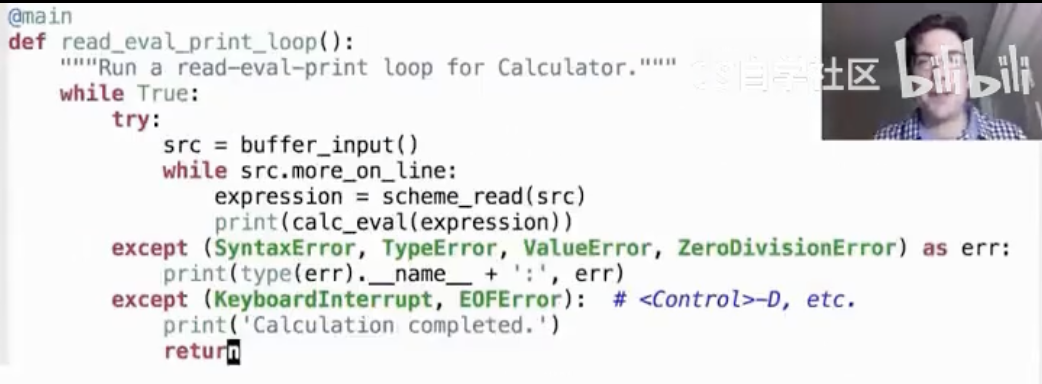 @main
def read_eval_print_loop():
    """Run a read-eval-print loop for Calculator."""
    while True:
        try:
            src = buffer_input()
            while src.more_on_line:
                expression = scheme_read(src)
                print(calc_eval(expression))
        except (SyntaxError, TypeError, ValueError, ZeroDivisionError) as err:
            print(type(err).__name__ + ':', err)
        except (KeyboardInterrupt, EOFError):  # <Control>-D, etc.
            print('Calculation completed.')
            return
CS自学社区 bilibili